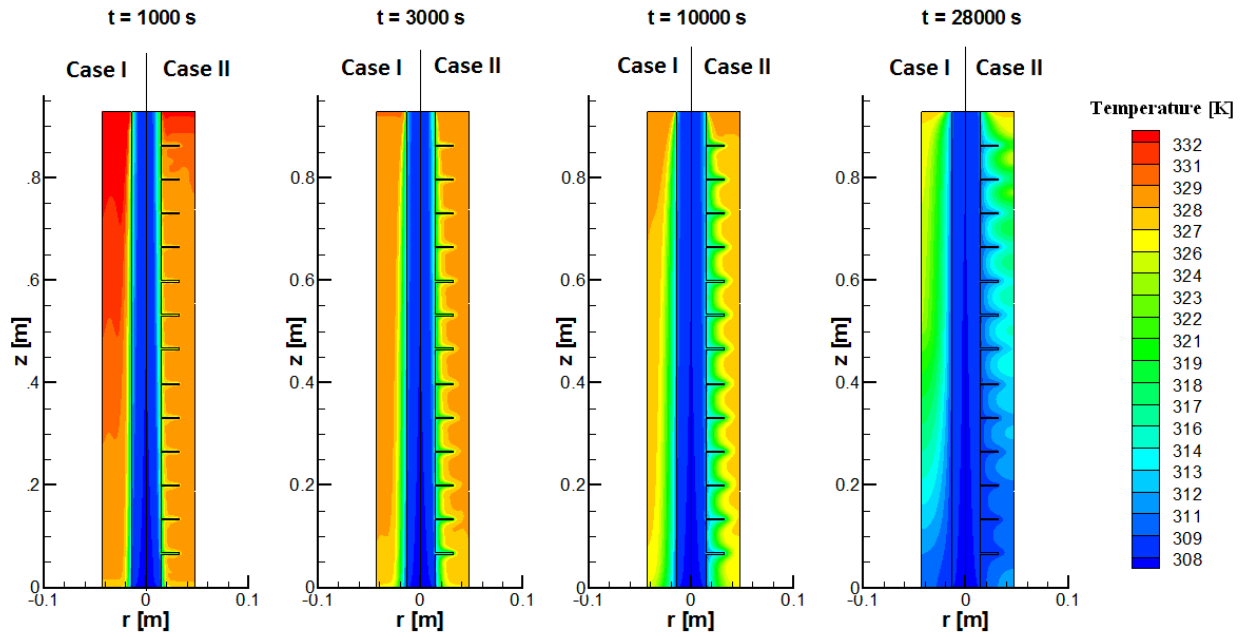 t = 1000 s
t = 3000 s
t = 10000 s
t = 28000 s
Case I
Case II
Case I
Case II
Case I
Case II
Case I
Case II
Temperature [K]
332
331
329
328
327
326
324
323
322
321
319
318
317
316
313
312
311
309
308
z [m]
.8
.6
.4
.2
0
-0.1
0
0.1
r [m]
z [m]
0.8
0.6
0.4
0.2
0
-0.1
0
0.1
r [m]
z [m]
0.8
0.6
0.4
0.2
0
-0.1
0
0.1
r [m]
z [m]
0.8
0.6
0.4
0.2
0
-0.1
0
0.1
r [m]